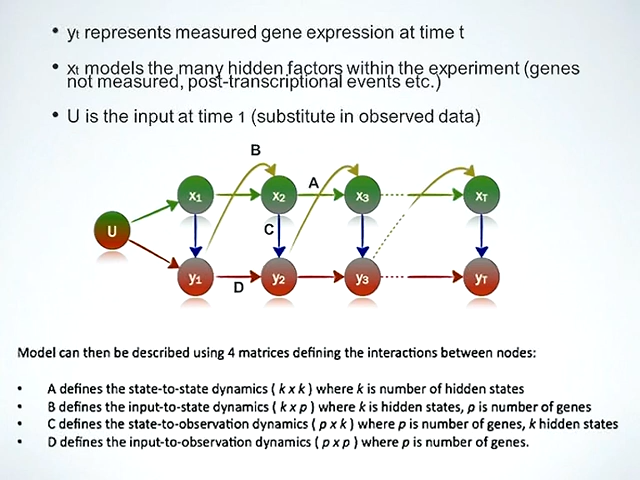 • yt represents measured gene expression at time t
• xt models the many hidden factors within the experiment (genes
not measured, post-transcriptional events etc.)
• U is the input at time 1 (substitute in observed data)
B
A
x1 x2 x3 xT
U
C
y1 y2 y3 yT
D
Model can then be described using 4 matrices defining the interactions between nodes:
• A defines the state-to-state dynamics ( k x k ) where k is number of hidden states
• B defines the input-to-state dynamics ( k x p ) where k is hidden states, p is number of genes
• C defines the state-to-observation dynamics ( p x k ) where p is number of genes, k hidden states
• D defines the input-to-observation dynamics ( p x p ) where p is number of genes.